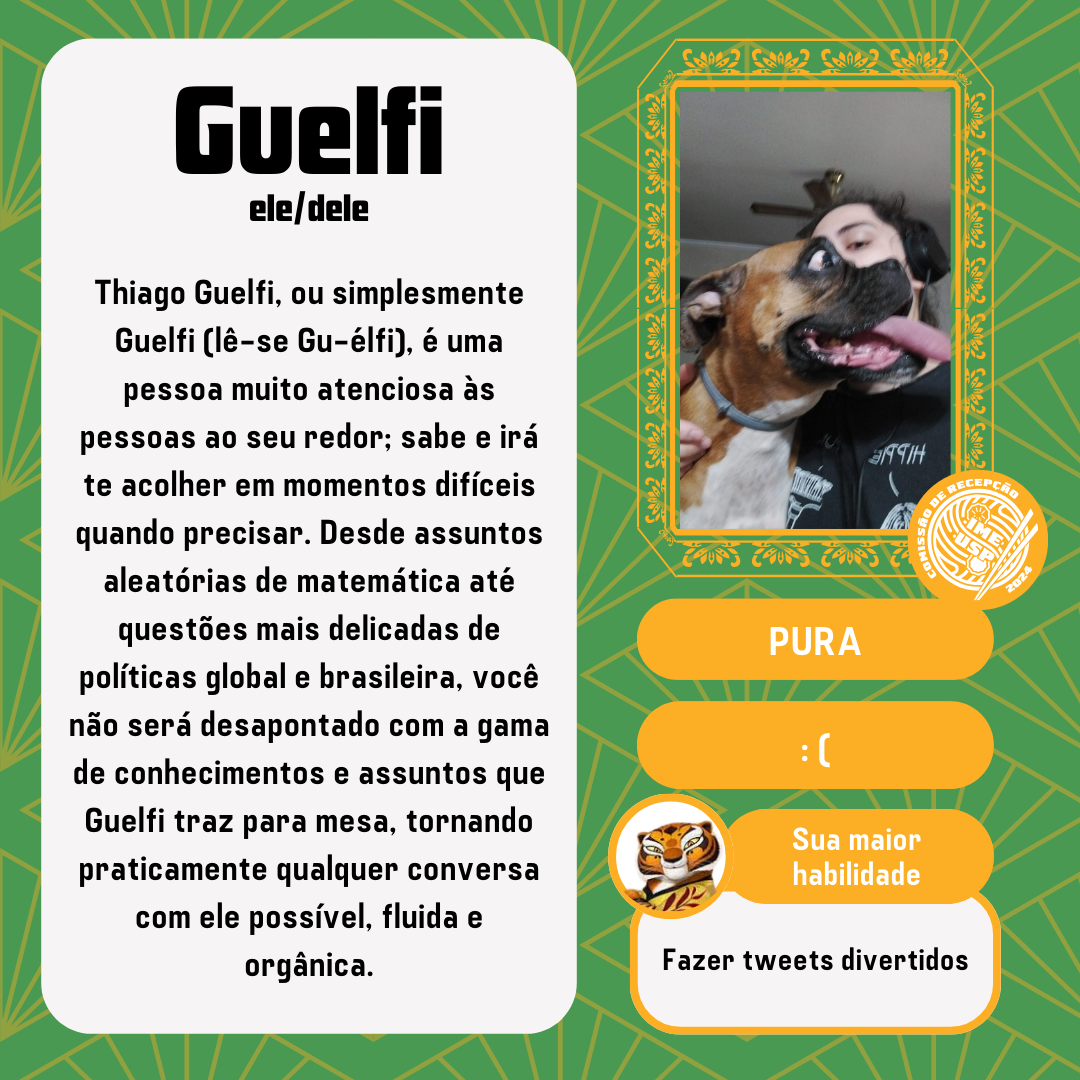 Guelfi
ele/dele
Thiago Guelfi, ou simplesmente
Guelfi (lê-se Gu-élfi), é uma
pessoa muito atenciosa às
pessoas ao seu redor; sabe e irá
te acolher em momentos difíceis
quando precisar. Desde assuntos
aleatórias de matemática até
questões mais delicadas de
políticas global e brasileira, você
não será desapontado com a gama
de conhecimentos e assuntos que
Guelfi traz para mesa, tornando
praticamente qualquer conversa
com ele possível, fluida e
orgânica.
HIPPIE
COMISSÃO DE RECEPÇÃO
IME
USP
2024
PURA
:(
Sua maior
habilidade
Fazer tweets divertidos